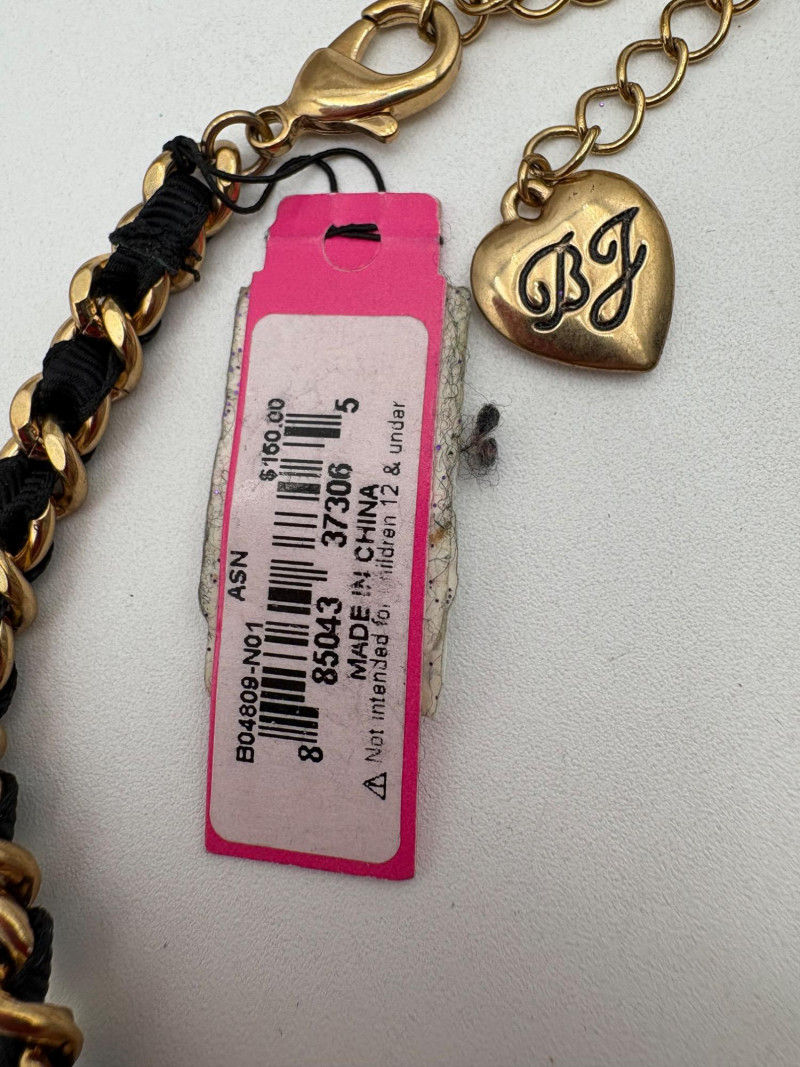 BJ
$160.00
B04809-N01 ASN
8 85043 37306 5
MADE IN CHINA
⚠ Not intended for children 12 & under